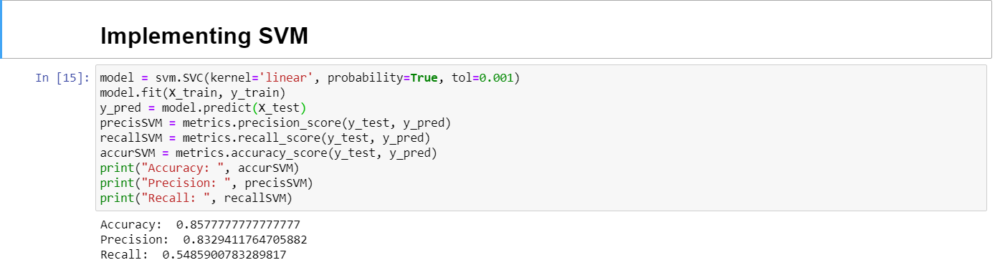 Implementing SVM
In [15]: model = svm.SVC(kernel='linear', probability=True, tol=0.001)
model.fit(X_train, y_train)
y_pred = model.predict(X_test)
precisSVM = metrics.precision_score(y_test, y_pred)
recallSVM = metrics.recall_score(y_test, y_pred)
accurSVM = metrics.accuracy_score(y_test, y_pred)
print("Accuracy: ", accurSVM)
print("Precision: ", precisSVM)
print("Recall: ", recallSVM)
Accuracy:  0.8577777777777777
Precision:  0.8329411764705882
Recall:  0.5485900783289817